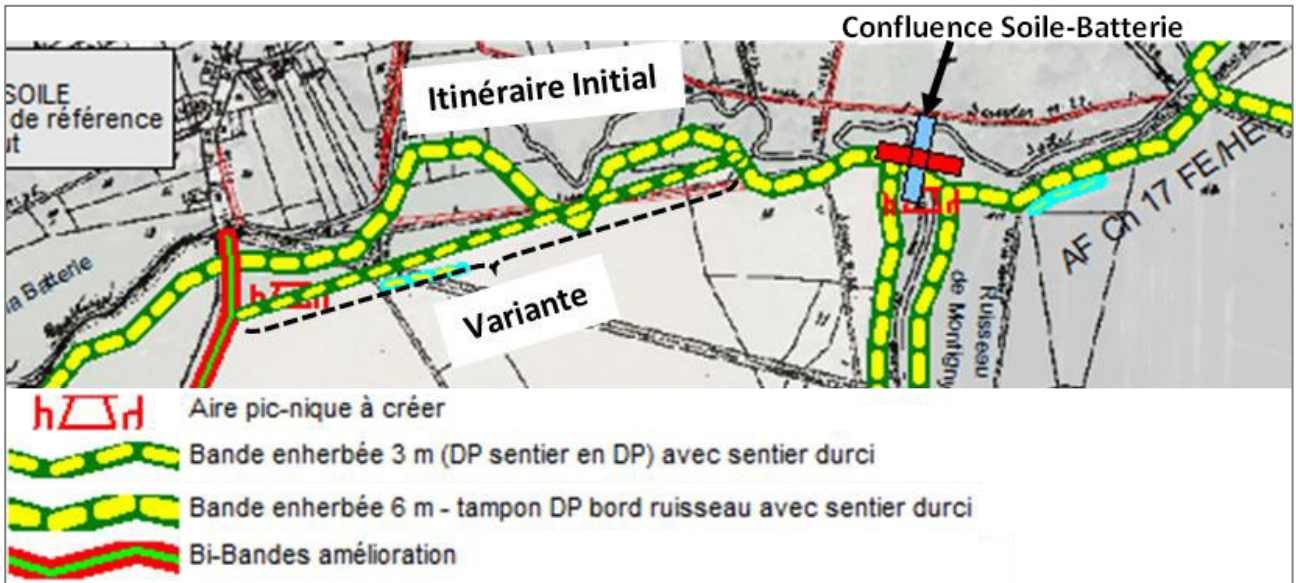 Confluence Soile-Batterie
SOILE
de référence
ut
Itinéraire Initial
AF Ch 17 FE/HE
Batterie
Variante
Ruisseau
de Montigny
Aire pic-nique à créer
Bande enherbée 3 m (DP sentier en DP) avec sentier durci
Bande enherbée 6 m - tampon DP bord ruisseau avec sentier durci
Bi-Bandes amélioration